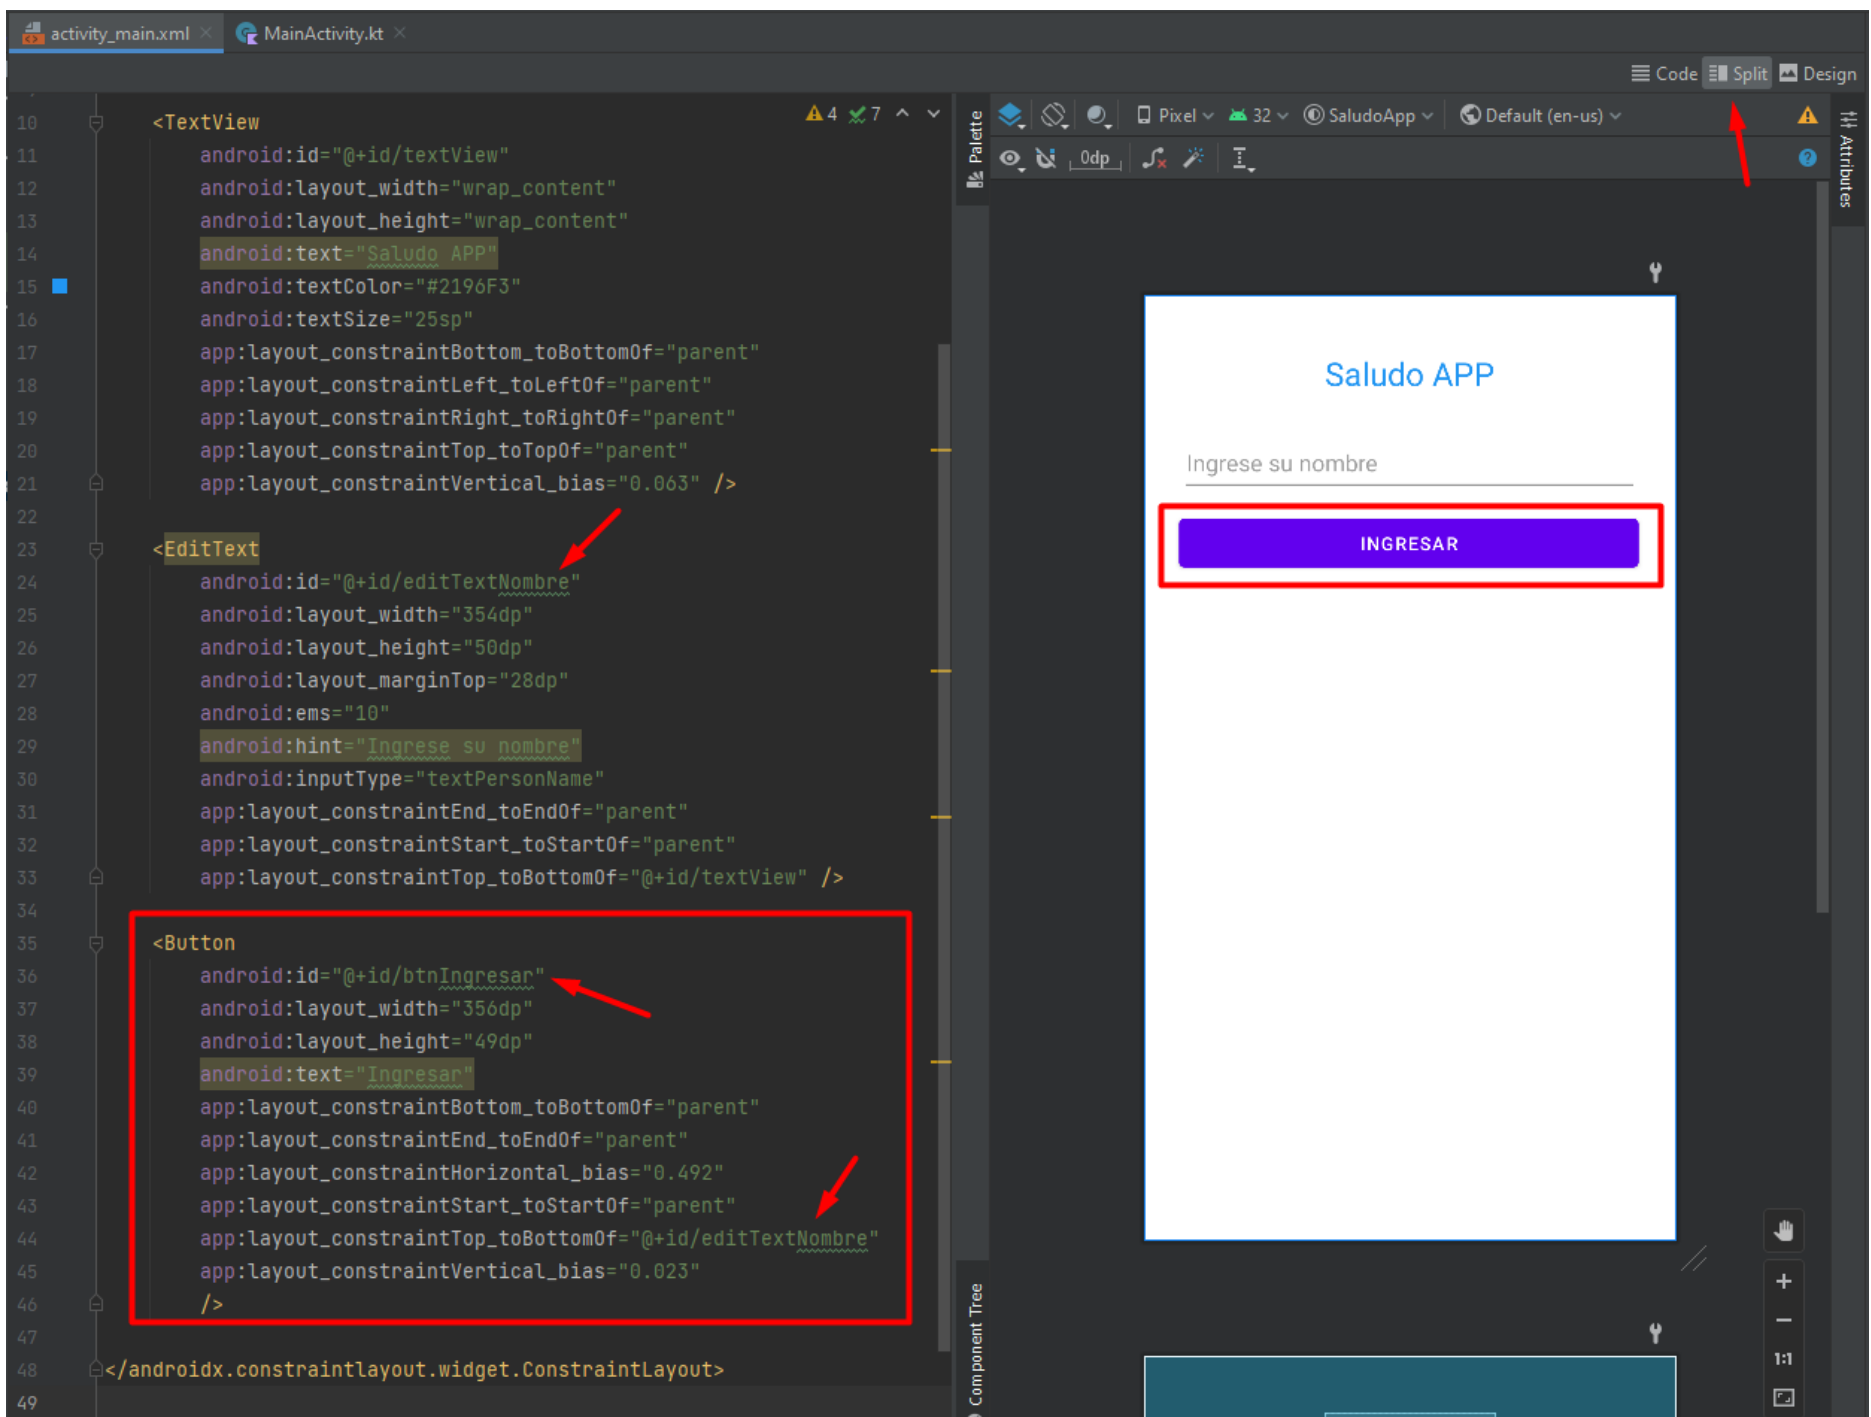 activity_main.xml
MainActivity.kt
Code
Split
Design
4
7
10 <TextView
11 android:id="@+id/textView"
12 android:layout_width="wrap_content"
13 android:layout_height="wrap_content"
14 android:text="Saludo APP"
15 android:textColor="#2196F3"
16 android:textSize="25sp"
17 app:layout_constraintBottom_toBottomOf="parent"
18 app:layout_constraintLeft_toLeftOf="parent"
19 app:layout_constraintRight_toRightOf="parent"
20 app:layout_constraintTop_toTopOf="parent"
21 app:layout_constraintVertical_bias="0.063" />
22
23 <EditText
24 android:id="@+id/editTextNombre"
25 android:layout_width="354dp"
26 android:layout_height="50dp"
27 android:layout_marginTop="28dp"
28 android:ems="10"
29 android:hint="Ingrese su nombre"
30 android:inputType="textPersonName"
31 app:layout_constraintEnd_toEndOf="parent"
32 app:layout_constraintStart_toStartOf="parent"
33 app:layout_constraintTop_toBottomOf="@+id/textView" />
34
35 <Button
36 android:id="@+id/btnIngresar"
37 android:layout_width="356dp"
38 android:layout_height="49dp"
39 android:text="Ingresar"
40 app:layout_constraintBottom_toBottomOf="parent"
41 app:layout_constraintEnd_toEndOf="parent"
42 app:layout_constraintHorizontal_bias="0.492"
43 app:layout_constraintStart_toStartOf="parent"
44 app:layout_constraintTop_toBottomOf="@+id/editTextNombre"
45 app:layout_constraintVertical_bias="0.023"
46 />
47
48 </androidx.constraintlayout.widget.ConstraintLayout>
49
Palette
Component Tree
Pixel
32
SaludoApp
Default (en-us)
0dp
Saludo APP
Ingrese su nombre
INGRESAR
1:1
Attributes